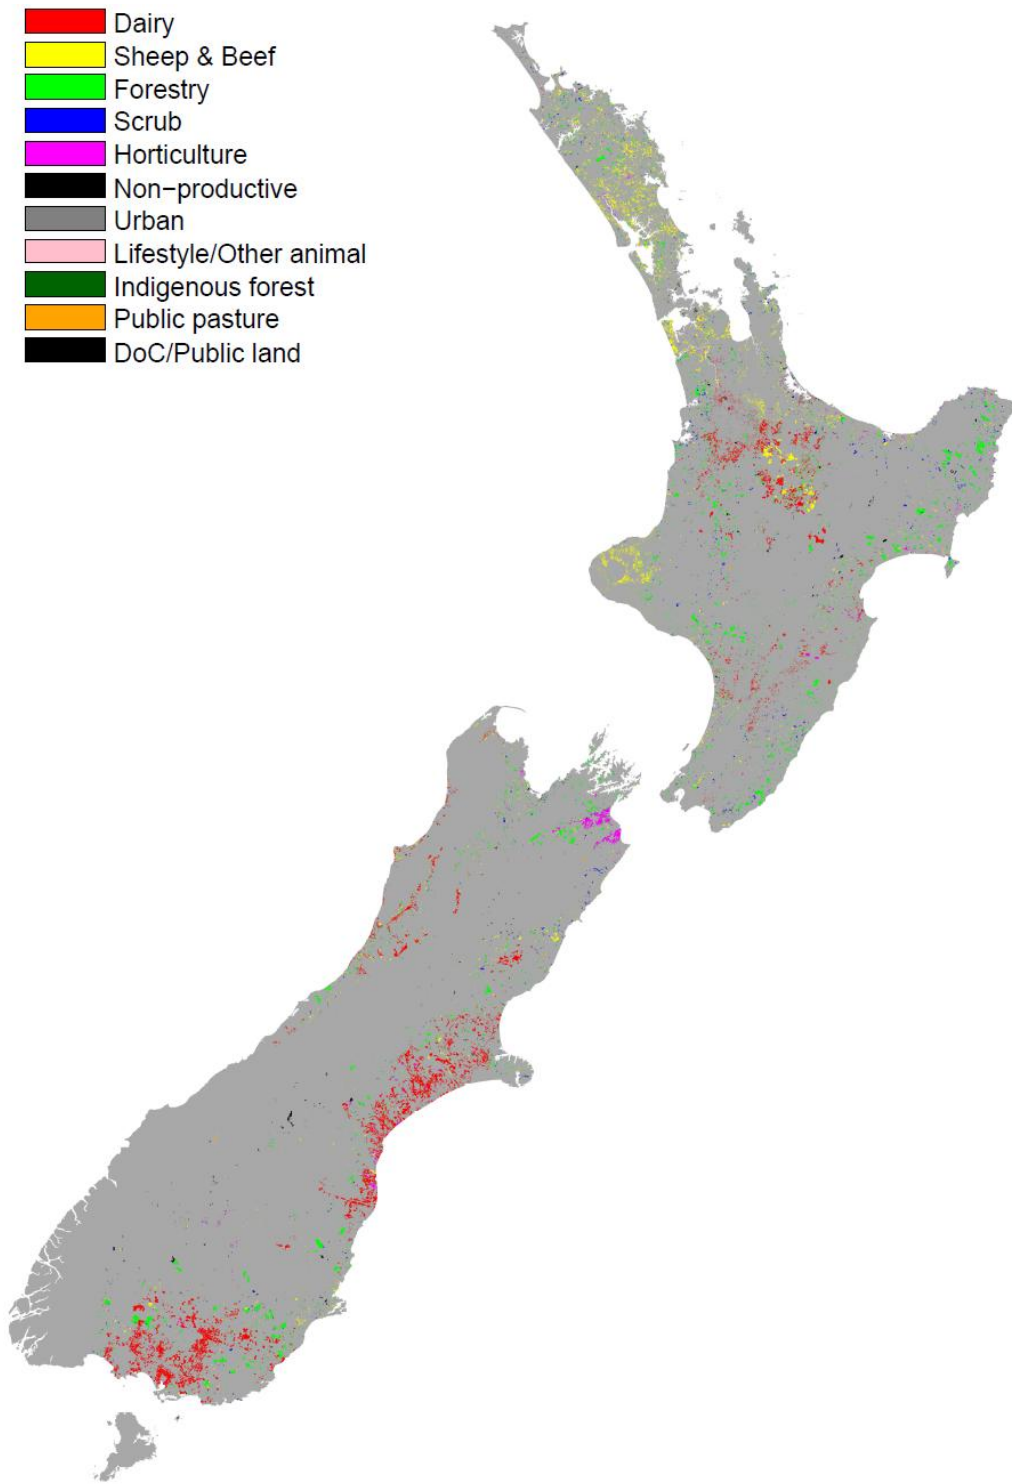 Dairy
Sheep & Beef
Forestry
Scrub
Horticulture
Non−productive
Urban
Lifestyle/Other animal
Indigenous forest
Public pasture
DoC/Public land